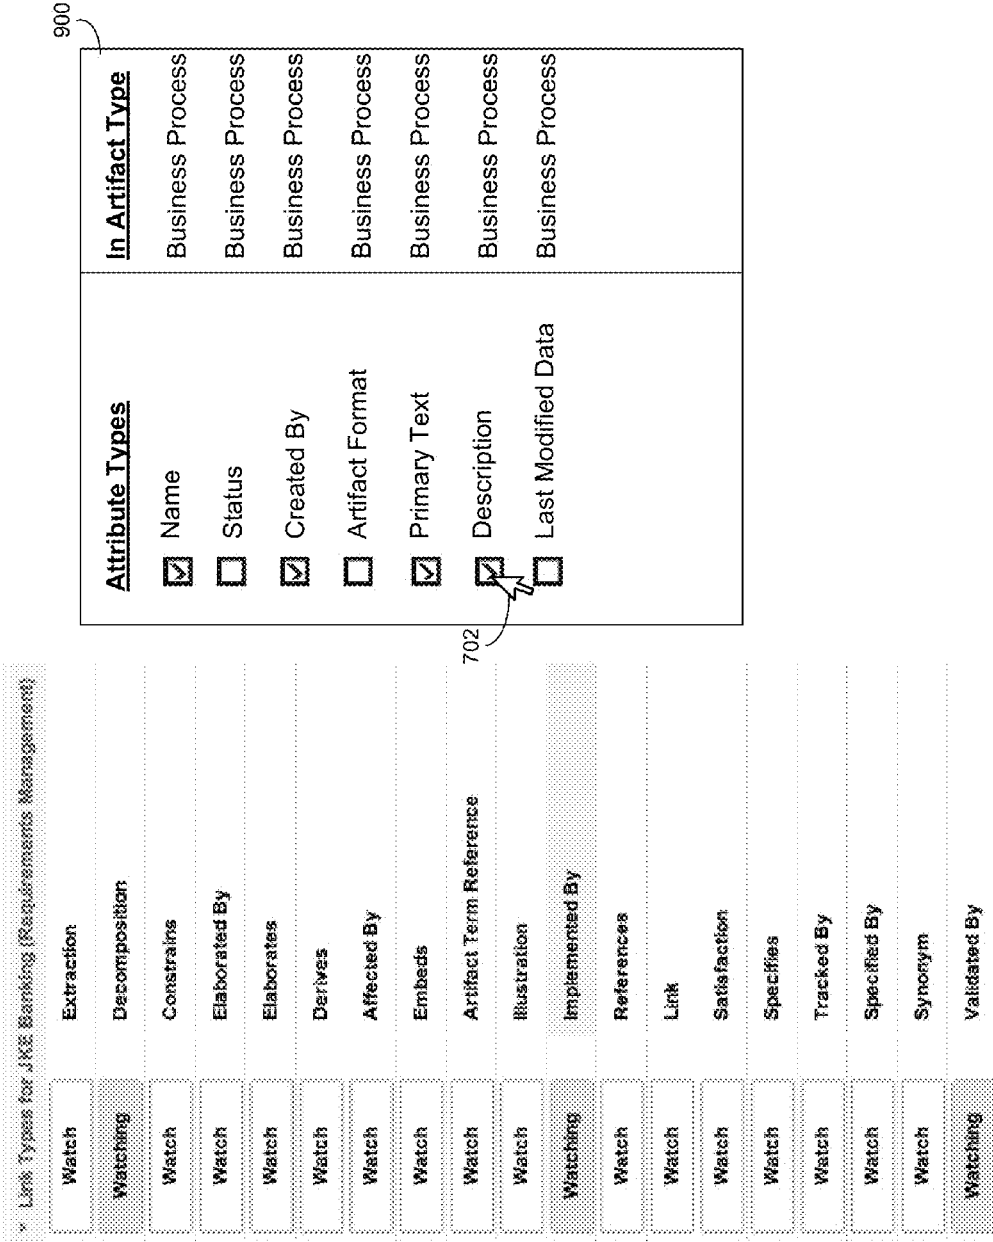 Link Types for JKE Banking (Requirements Management)
Watch Extraction
Watching Decomposition
Watch Constrains
Watch Elaborated By
Watch Elaborates
Watch Derives
Watch Affected By
Watch Embeds
Watch Artifact Term Reference
Watch Illustration
Watching Implemented By
Watch References
Watch Link
Watch Satisfaction
Watch Specifies
Watch Tracked By
Watch Specified By
Watch Synonym
Watching Validated By
900
Attribute Types In Artifact Type
Name Business Process
Status Business Process
Created By Business Process
Artifact Format Business Process
Primary Text Business Process
Description Business Process
Last Modified Data Business Process
702